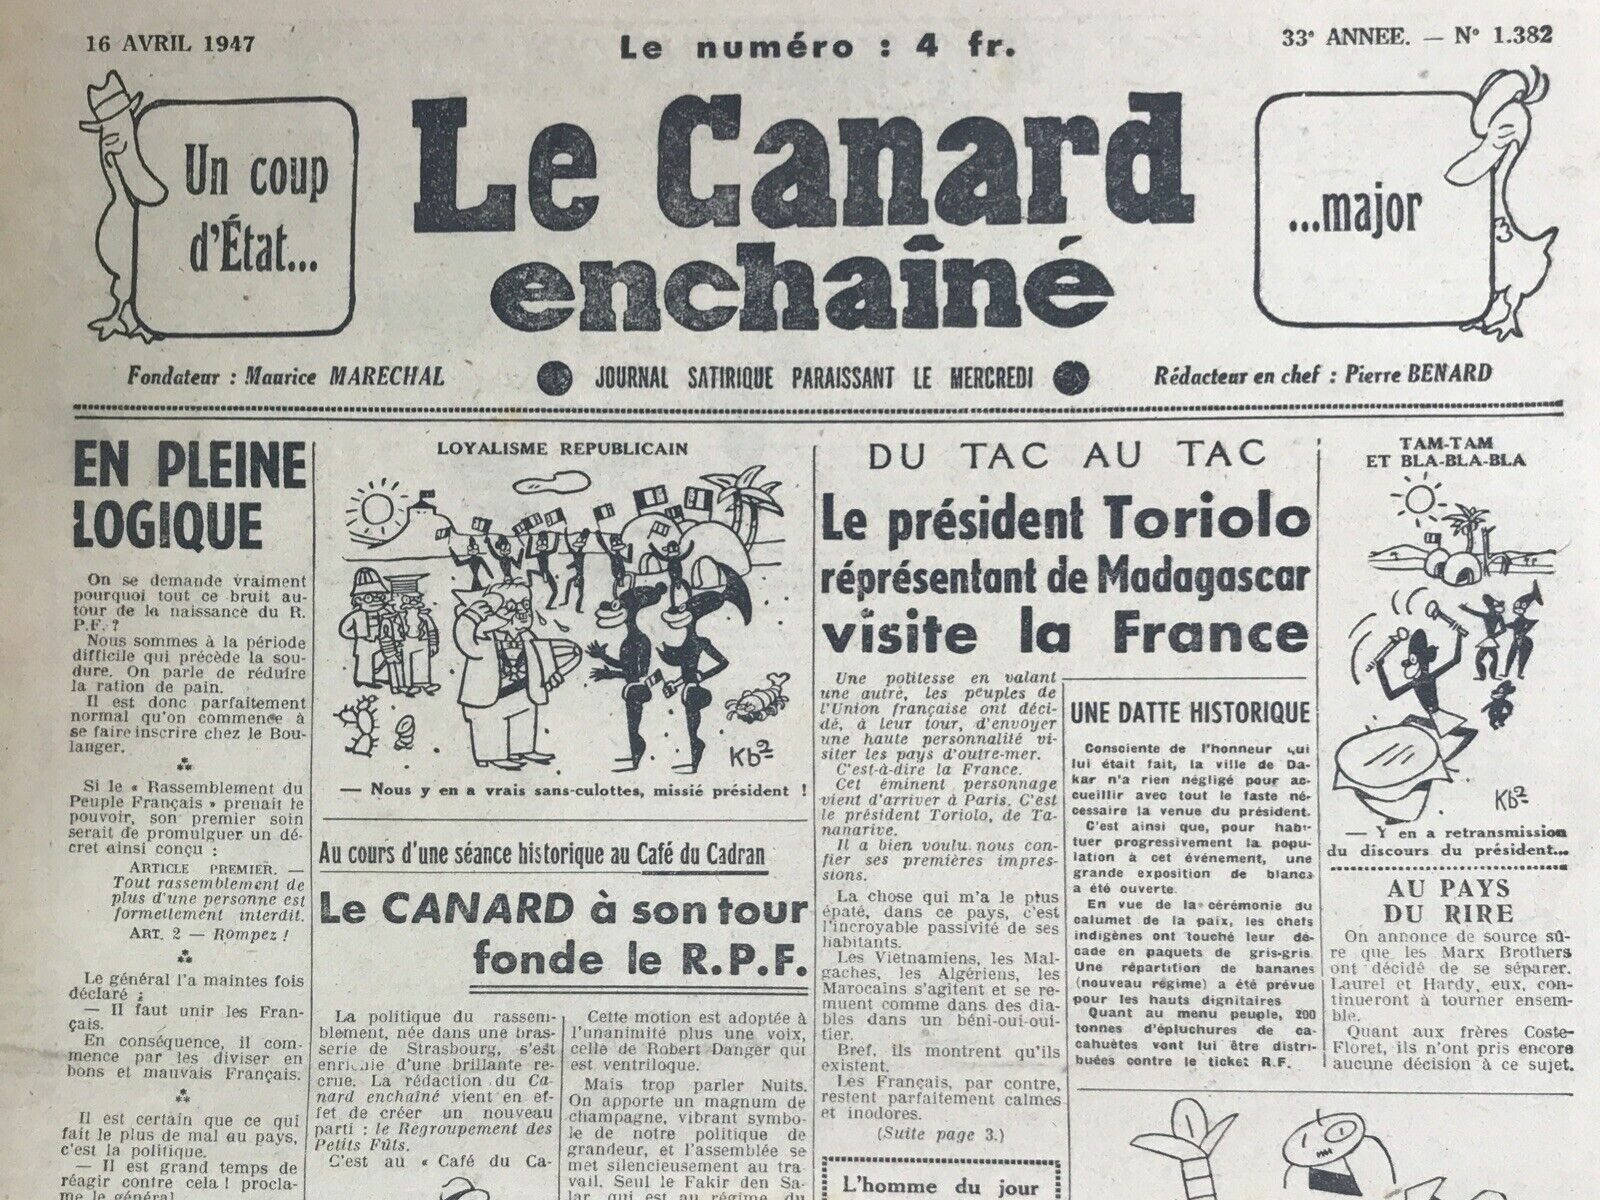 16 AVRIL 1947
Le numéro : 4 fr.
33e ANNEE. — N° 1.382
Un coup
d'État...
Le Canard
enchaîné
...major
Fondateur : Maurice MARECHAL
JOURNAL SATIRIQUE PARAISSANT LE MERCREDI
Rédacteur en chef : Pierre BENARD
EN PLEINE
LOGIQUE
On se demande vraiment
pourquoi tout ce bruit au-
tour de la naissance du R.
P.F. ?
Nous sommes à la période
difficile qui précède la sou-
dure. On parle de réduire
la ration de pain.
Il est donc parfaitement
normal qu'on commence à
se faire inscrire chez le Bou-
langer.
Si le « Rassemblement du
Peuple Français » prenait le
pouvoir, son premier soin
serait de promulguer un dé-
cret ainsi conçu :
ARTICLE PREMIER. —
Tout rassemblement de
plus d'une personne est
formellement interdit.
ART. 2 — Rompez !
Le général l'a maintes fois
déclaré :
— Il faut unir les Fran-
çais.
En conséquence, il com-
mence par les diviser en
bons et mauvais Français.
Il est certain que ce qui
fait le plus de mal au pays,
c'est la politique.
— Il est grand temps de
réagir contre cela ! procla-
me le général
LOYALISME REPUBLICAIN
Kb2
— Nous y en a vrais sans-culottes, missié président !
Au cours d'une séance historique au Café du Cadran
Le CANARD à son tour
fonde le R.P.F.
La politique du rassem-
blement, née dans une bras-
serie de Strasbourg, s'est
enrichie d'une brillante re-
crue. La rédaction du Ca-
nard enchaîné vient en ef-
fet de créer un nouveau
parti : le Regroupement des
Petits Fûts.
C'est au « Café du Ca-
Cette motion est adoptée à
l'unanimité plus une voix,
celle de Robert Danger qui
est ventriloque.
Mais trop parler Nuits.
On apporte un magnum de
champagne, vibrant symbo-
le de notre politique de
grandeur, et l'assemblée se
met silencieusement au tra-
vail. Seul le Fakir den Sa-
lar, qui est au régime du
DU TAC AU TAC
Le président Toriolo
réprésentant de Madagascar
visite la France
Une politesse en valant
une autre, les peuples de
l'Union française ont déci-
dé, à leur tour, d'envoyer
une haute personnalité vi-
siter les pays d'outre-mer.
C'est-à-dire la France.
Cet éminent personnage
vient d'arriver à Paris. C'est
le président Toriolo, de Ta-
nanarive.
Il a bien voulu nous con-
fier ses premières impres-
sions.
La chose qui m'a le plus
épaté, dans ce pays, c'est
l'incroyable passivité de ses
habitants.
Les Vietnamiens, les Mal-
gaches, les Algériens, les
Marocains s'agitent et se re-
muent comme dans des dia-
bles dans un béni-oui-oui-
tier.
Bref, ils montrent qu'ils
existent.
Les Français, par contre,
restent parfaitement calmes
et inodores.
(Suite page 3.)
L'homme du jour
UNE DATTE HISTORIQUE
Consciente de l'honneur qui
lui était fait, la ville de Da-
kar n'a rien négligé pour ac-
cueillir avec tout le faste né-
cessaire la venue du président.
C'est ainsi que, pour habi-
tuer progressivement la popu-
lation à cet événement, une
grande exposition de blancs
a été ouverte.
En vue de la cérémonie du
calumet de la paix, les chefs
indigènes ont touché leur dé-
cade en paquets de gris-gris.
Une répartition de bananes
(nouveau régime) a été prévue
pour les hauts dignitaires
Quant au menu peuple, 200
tonnes d'épluchures de ca-
cahuètes vont lui être distri-
buées contre le ticket R.F.
TAM-TAM
ET BLA-BLA-BLA
Kb2
— Y en a retransmission
du discours du président...
AU PAYS
DU RIRE
On annonce de source sû-
re que les Marx Brothers
ont décidé de se séparer.
Laurel et Hardy, eux, con-
tinueront à tourner ensem-
ble.
Quant aux frères Coste-
Floret, ils n'ont pris encore
aucune décision à ce sujet.